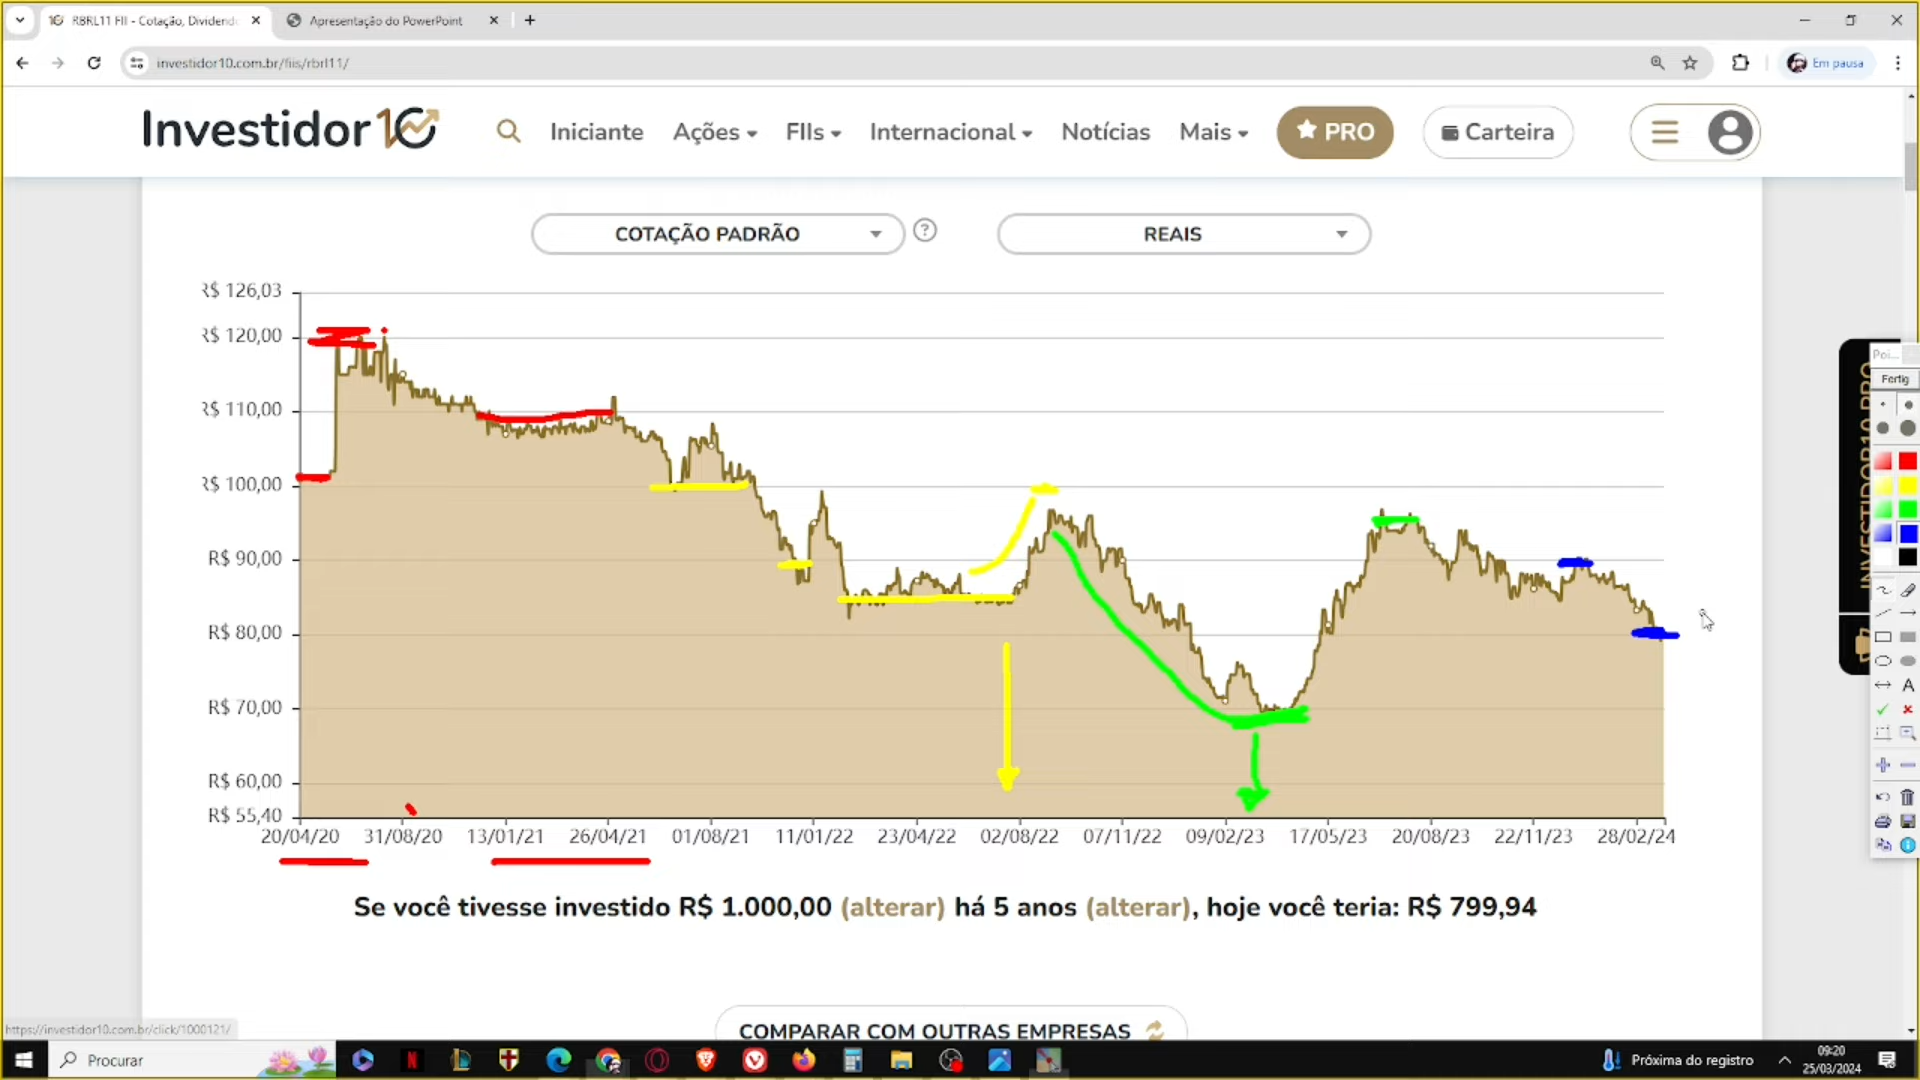 RBRL11 FII - Cotação, Dividend
Apresentação do PowerPoint
investidor10.com.br/fiis/rbrl11/
Em pausa
Investidor 10
Iniciante
Ações
FIIs
Internacional
Notícias
Mais
PRO
Carteira
COTAÇÃO PADRÃO
?
REAIS
R$ 126,03
R$ 120,00
R$ 110,00
R$ 100,00
R$ 90,00
R$ 80,00
R$ 70,00
R$ 60,00
R$ 55,40
20/04/20
31/08/20
13/01/21
26/04/21
01/08/21
11/01/22
23/04/22
02/08/22
07/11/22
09/02/23
17/05/23
20/08/23
22/11/23
28/02/24
INVESTIDOR10 PRO
Poi...
Fertig
A
Se você tivesse investido R$ 1.000,00 (alterar) há 5 anos (alterar), hoje você teria: R$ 799,94
COMPARAR COM OUTRAS EMPRESAS
https://investidor10.com.br/click/1000121/
Procurar
Próxima do registro
09:20
25/03/2024